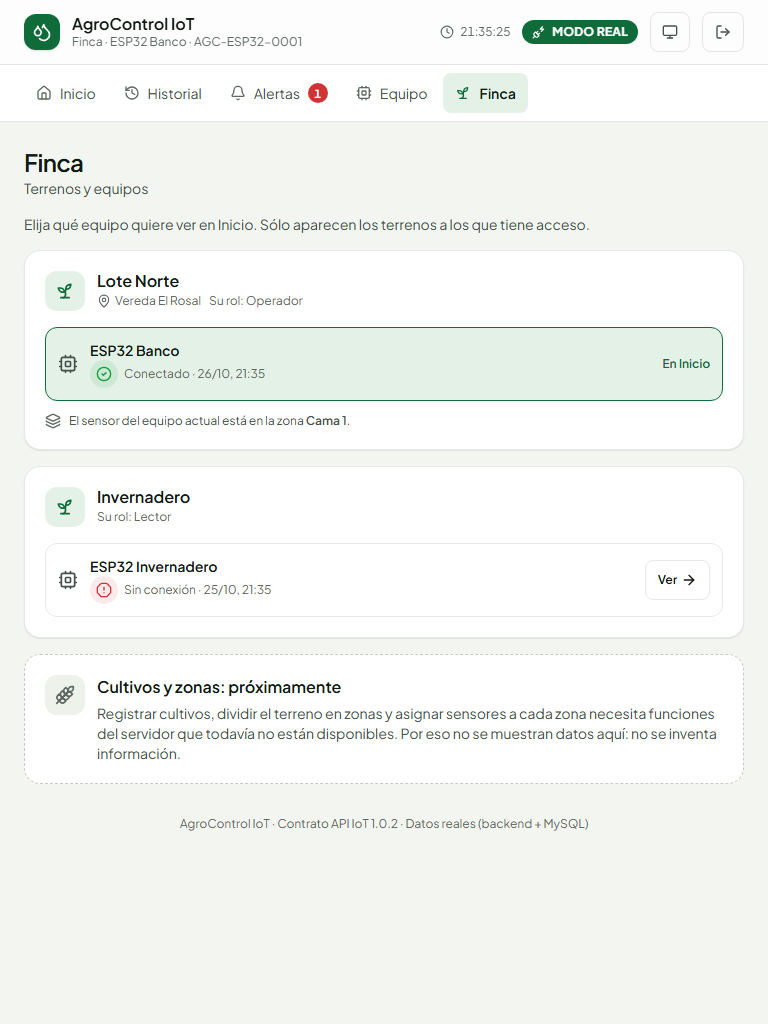 AgroControl IoT
Finca · ESP32 Banco · AGC-ESP32-0001
21:35:25
MODO REAL
Inicio
Historial
Alertas 1
Equipo
Finca
Finca
Terrenos y equipos
Elija qué equipo quiere ver en Inicio. Sólo aparecen los terrenos a los que tiene acceso.
Lote Norte
Vereda El Rosal Su rol: Operador
ESP32 Banco
Conectado · 26/10, 21:35
En Inicio
El sensor del equipo actual está en la zona Cama 1.
Invernadero
Su rol: Lector
ESP32 Invernadero
Sin conexión · 25/10, 21:35
Ver
Cultivos y zonas: próximamente
Registrar cultivos, dividir el terreno en zonas y asignar sensores a cada zona necesita funciones
del servidor que todavía no están disponibles. Por eso no se muestran datos aquí: no se inventa
información.
AgroControl IoT · Contrato API IoT 1.0.2 · Datos reales (backend + MySQL)